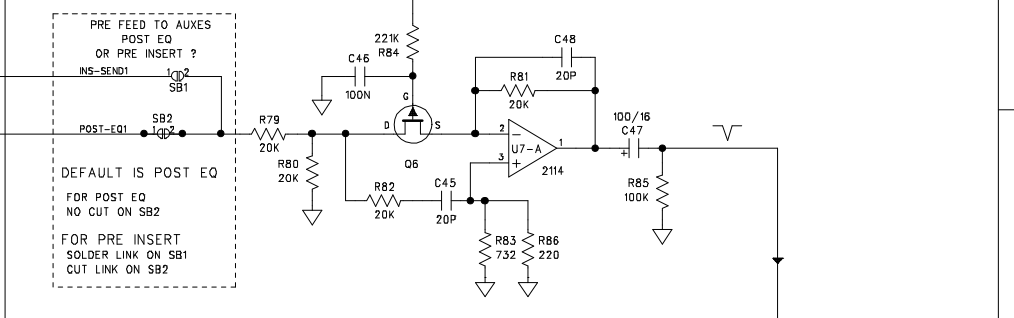 PRE FEED TO AUXES
POST EQ
OR PRE INSERT ?
INS-SEND1
1 2
SB1
SB2
POST-EQ1
1 2
DEFAULT IS POST EQ
FOR POST EQ
NO CUT ON SB2
FOR PRE INSERT
SOLDER LINK ON SB1
CUT LINK ON SB2
R79
20K
R80
20K
221K
R84
C46
100N
G
D
S
Q6
R82
20K
C45
20P
R83
732
R86
220
C48
20P
R81
20K
2
3
1
U7-A
2114
100/16
C47
+
R85
100K